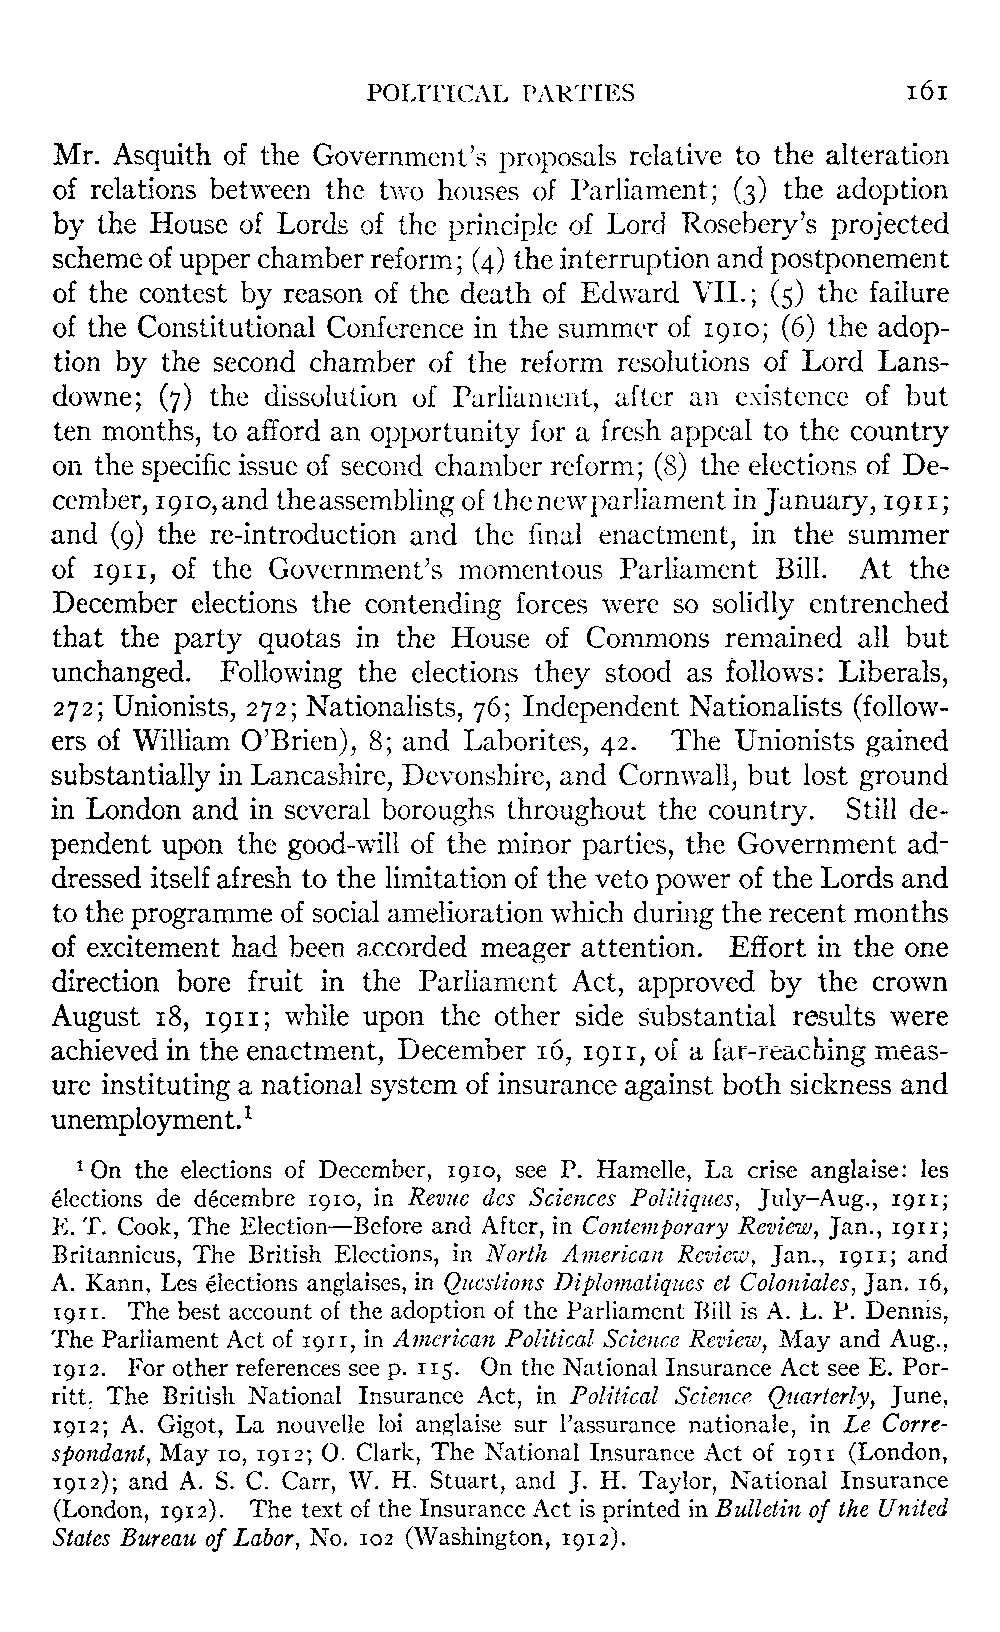 POLITICAL PARTIES 161
Mr. Asquith of the Government's proposals relative to the alteration
of relations between the two houses of Parliament; (3) the adoption
by the House of Lords of the principle of Lord Rosebery's projected
scheme of upper chamber reform; (4) the interruption and postponement
of the contest by reason of the death of Edward VII.; (5) the failure
of the Constitutional Conference in the summer of 1910; (6) the adop-
tion by the second chamber of the reform resolutions of Lord Lans-
downe; (7) the dissolution of Parliament, after an existence of but
ten months, to afford an opportunity for a fresh appeal to the country
on the specific issue of second chamber reform; (8) the elections of De-
cember, 1910, and the assembling of the new parliament in January, 1911;
and (9) the re-introduction and the final enactment, in the summer
of 1911, of the Government's momentous Parliament Bill. At the
December elections the contending forces were so solidly entrenched
that the party quotas in the House of Commons remained all but
unchanged. Following the elections they stood as follows: Liberals,
272; Unionists, 272; Nationalists, 76; Independent Nationalists (follow-
ers of William O'Brien), 8; and Laborites, 42. The Unionists gained
substantially in Lancashire, Devonshire, and Cornwall, but lost ground
in London and in several boroughs throughout the country. Still de-
pendent upon the good-will of the minor parties, the Government ad-
dressed itself afresh to the limitation of the veto power of the Lords and
to the programme of social amelioration which during the recent months
of excitement had been accorded meager attention. Effort in the one
direction bore fruit in the Parliament Act, approved by the crown
August 18, 1911; while upon the other side substantial results were
achieved in the enactment, December 16, 1911, of a far-reaching meas-
ure instituting a national system of insurance against both sickness and
unemployment.¹
¹ On the elections of December, 1910, see P. Hamelle, La crise anglaise: les
élections de décembre 1910, in Revue des Sciences Politiques, July–Aug., 1911;
E. T. Cook, The Election—Before and After, in Contemporary Review, Jan., 1911;
Britannicus, The British Elections, in North American Review, Jan., 1911; and
A. Kann, Les élections anglaises, in Questions Diplomatiques et Coloniales, Jan. 16,
1911. The best account of the adoption of the Parliament Bill is A. L. P. Dennis,
The Parliament Act of 1911, in American Political Science Review, May and Aug.,
1912. For other references see p. 115. On the National Insurance Act see E. Por-
ritt, The British National Insurance Act, in Political Science Quarterly, June,
1912; A. Gigot, La nouvelle loi anglaise sur l'assurance nationale, in Le Corre-
spondant, May 10, 1912; O. Clark, The National Insurance Act of 1911 (London,
1912); and A. S. C. Carr, W. H. Stuart, and J. H. Taylor, National Insurance
(London, 1912). The text of the Insurance Act is printed in Bulletin of the United
States Bureau of Labor, No. 102 (Washington, 1912).